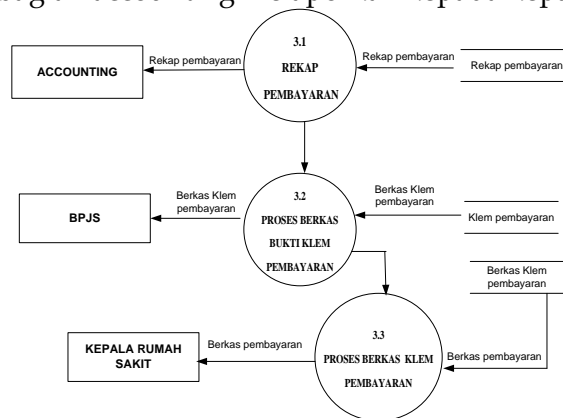 3.1
REKAP
PEMBAYARAN
ACCOUNTING
Rekap pembayaran
Rekap pembayaran
Rekap pembayaran
3.2
PROSES BERKAS
BUKTI KLEM
PEMBAYARAN
BPJS
Berkas Klem
pembayaran
Berkas Klem
pembayaran
Klem pembayaran
Berkas Klem
pembayaran
3.3
PROSES BERKAS KLEM
PEMBAYARAN
KEPALA RUMAH
SAKIT
Berkas pembayaran
Berkas pembayaran